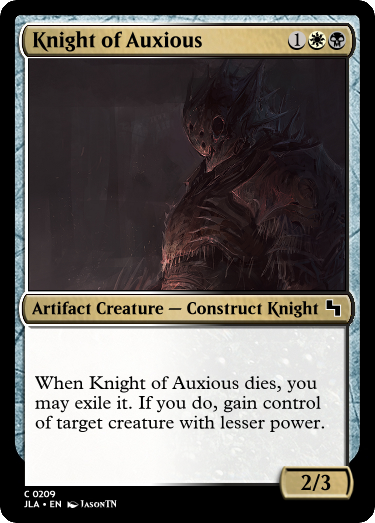 Knight of Auxious 1
Artifact Creature — Construct Knight
When Knight of Auxious dies, you
may exile it. If you do, gain control
of target creature with lesser power.
2/3
C 0209
JLA • EN JASONTN